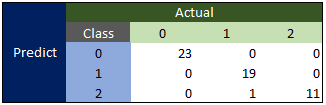 Actual
Predict
Class 0 1 2
0 23 0 0
1 0 19 0
2 0 1 11